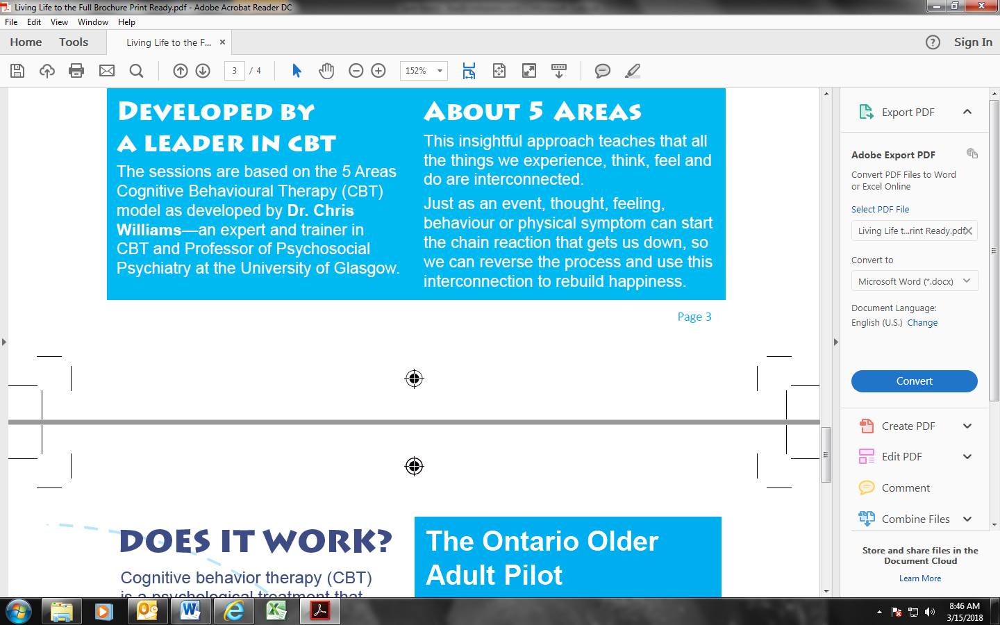 Living Life to the Full Brochure Print Ready.pdf - Adobe Acrobat Reader DC
File Edit View Window Help
Home Tools Living Life to the F... × ? Sign In
3 / 4 152%
DEVELOPED BY
A LEADER IN CBT
The sessions are based on the 5 Areas
Cognitive Behavioural Therapy (CBT)
model as developed by Dr. Chris
Williams—an expert and trainer in
CBT and Professor of Psychosocial
Psychiatry at the University of Glasgow.
ABOUT 5 AREAS
This insightful approach teaches that all
the things we experience, think, feel and
do are interconnected.
Just as an event, thought, feeling,
behaviour or physical symptom can start
the chain reaction that gets us down, so
we can reverse the process and use this
interconnection to rebuild happiness.
Page 3
DOES IT WORK?
Cognitive behavior therapy (CBT)
is a psychological treatment that
The Ontario Older
Adult Pilot
Export PDF
Adobe Export PDF
Convert PDF Files to Word
or Excel Online
Select PDF File
Living Life t...rint Ready.pdf
Convert to
Microsoft Word (*.docx)
Document Language:
English (U.S.) Change
Convert
Create PDF
Edit PDF
Comment
Combine Files
Store and share files in the
Document Cloud
Learn More
8:46 AM
3/15/2018